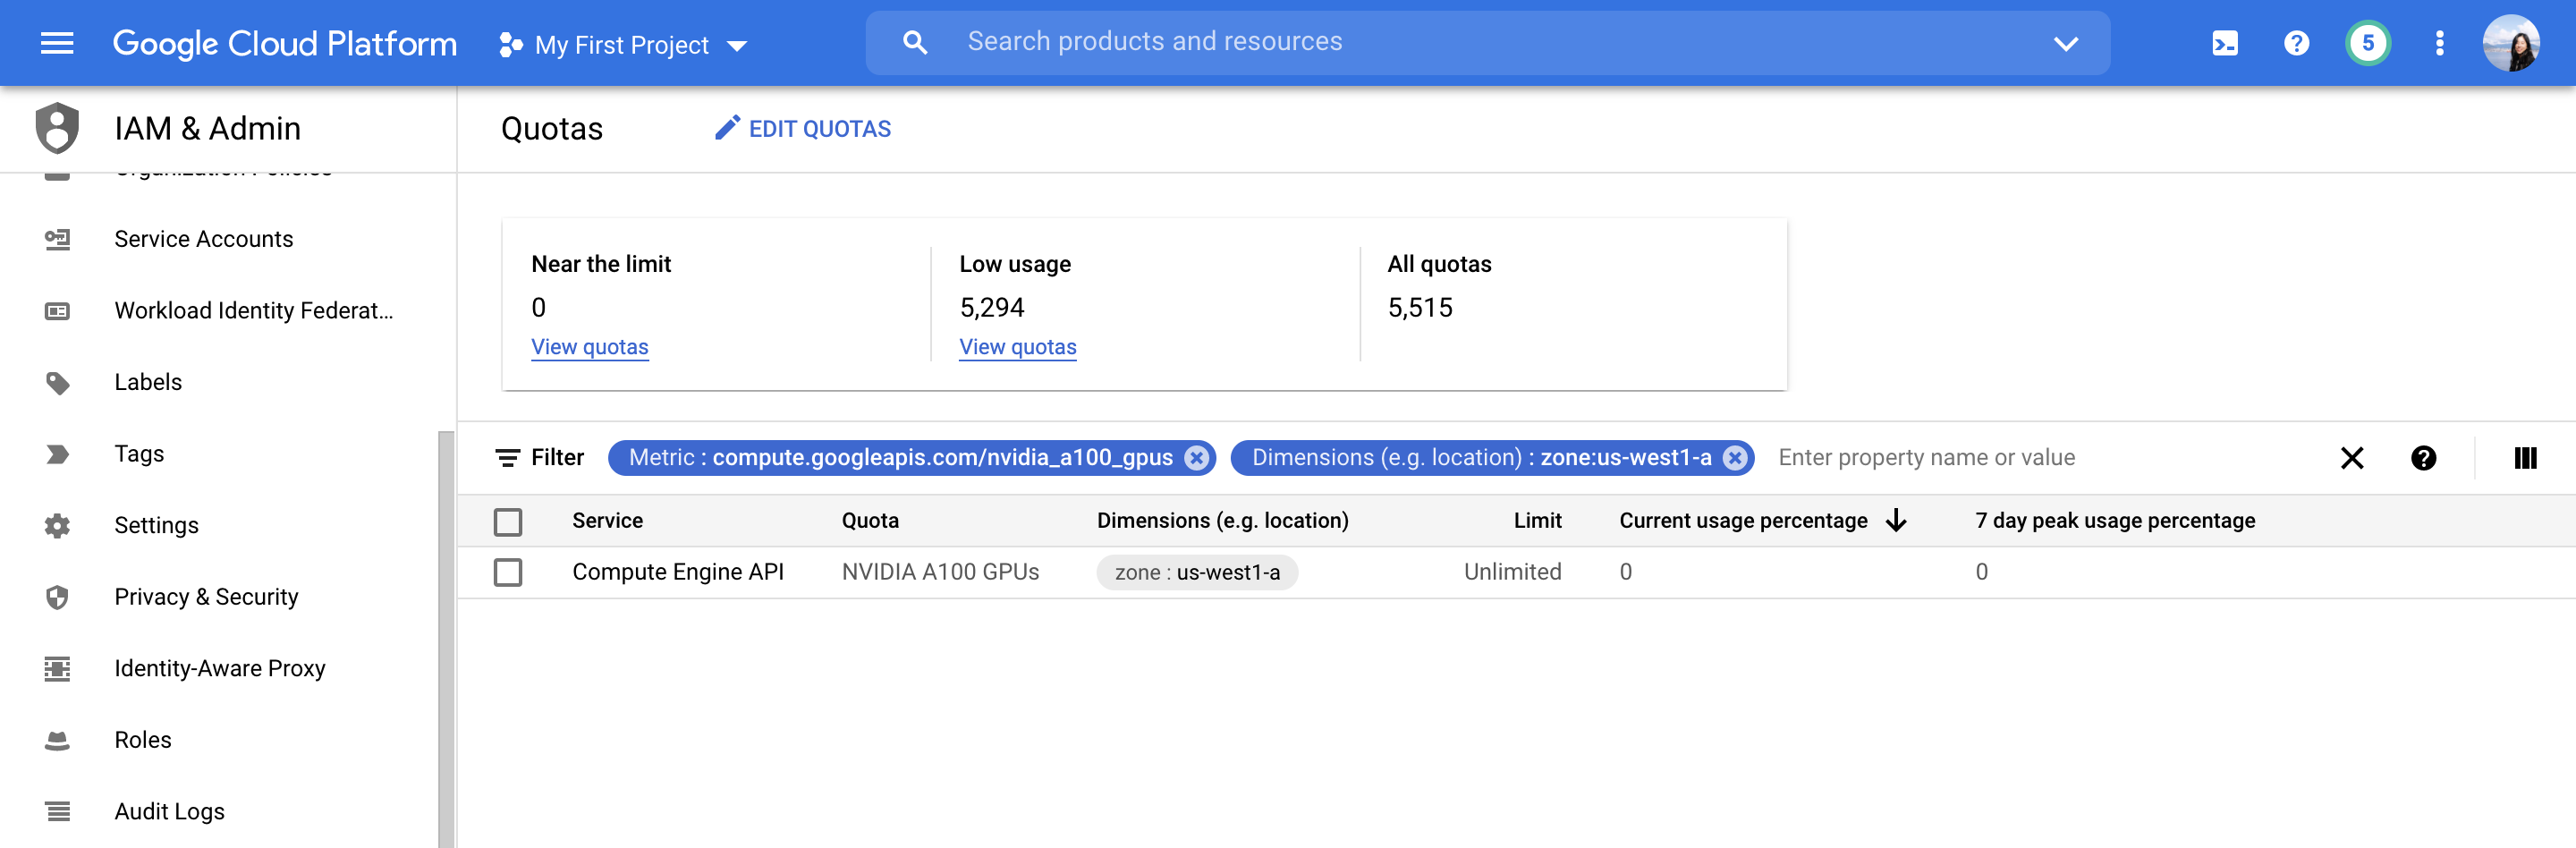 Google Cloud Platform
My First Project
Search products and resources
5
IAM & Admin
Quotas
EDIT QUOTAS
Organization Policies
Service Accounts
Workload Identity Federat...
Labels
Tags
Settings
Privacy & Security
Identity-Aware Proxy
Roles
Audit Logs
Near the limit
0
View quotas
Low usage
5,294
View quotas
All quotas
5,515
Filter
Metric : compute.googleapis.com/nvidia_a100_gpus
Dimensions (e.g. location) : zone:us-west1-a
Enter property name or value
Service Quota Dimensions (e.g. location) Limit Current usage percentage 7 day peak usage percentage
Compute Engine API NVIDIA A100 GPUs zone : us-west1-a Unlimited 0 0